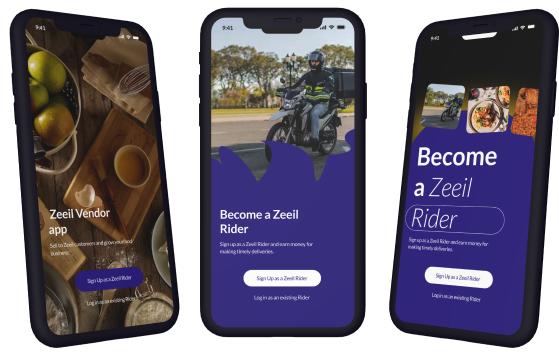 9:41
Zeeil Vendor
app
Sell to Zeeil customers and grow your food
business.
Sign Up as a Zeeil Rider
Log in as an existing Rider
9:41
Become a Zeeil
Rider
Sign up as a Zeeil Rider and earn money for
making timely deliveries.
Sign Up as a Zeeil Rider
Log in as an existing Rider
9:41
Become
a Zeeil
Rider
Sign up as a Zeeil Rider and earn money for
making timely deliveries.
Sign Up as a Zeeil Rider
Log in as an existing Rider